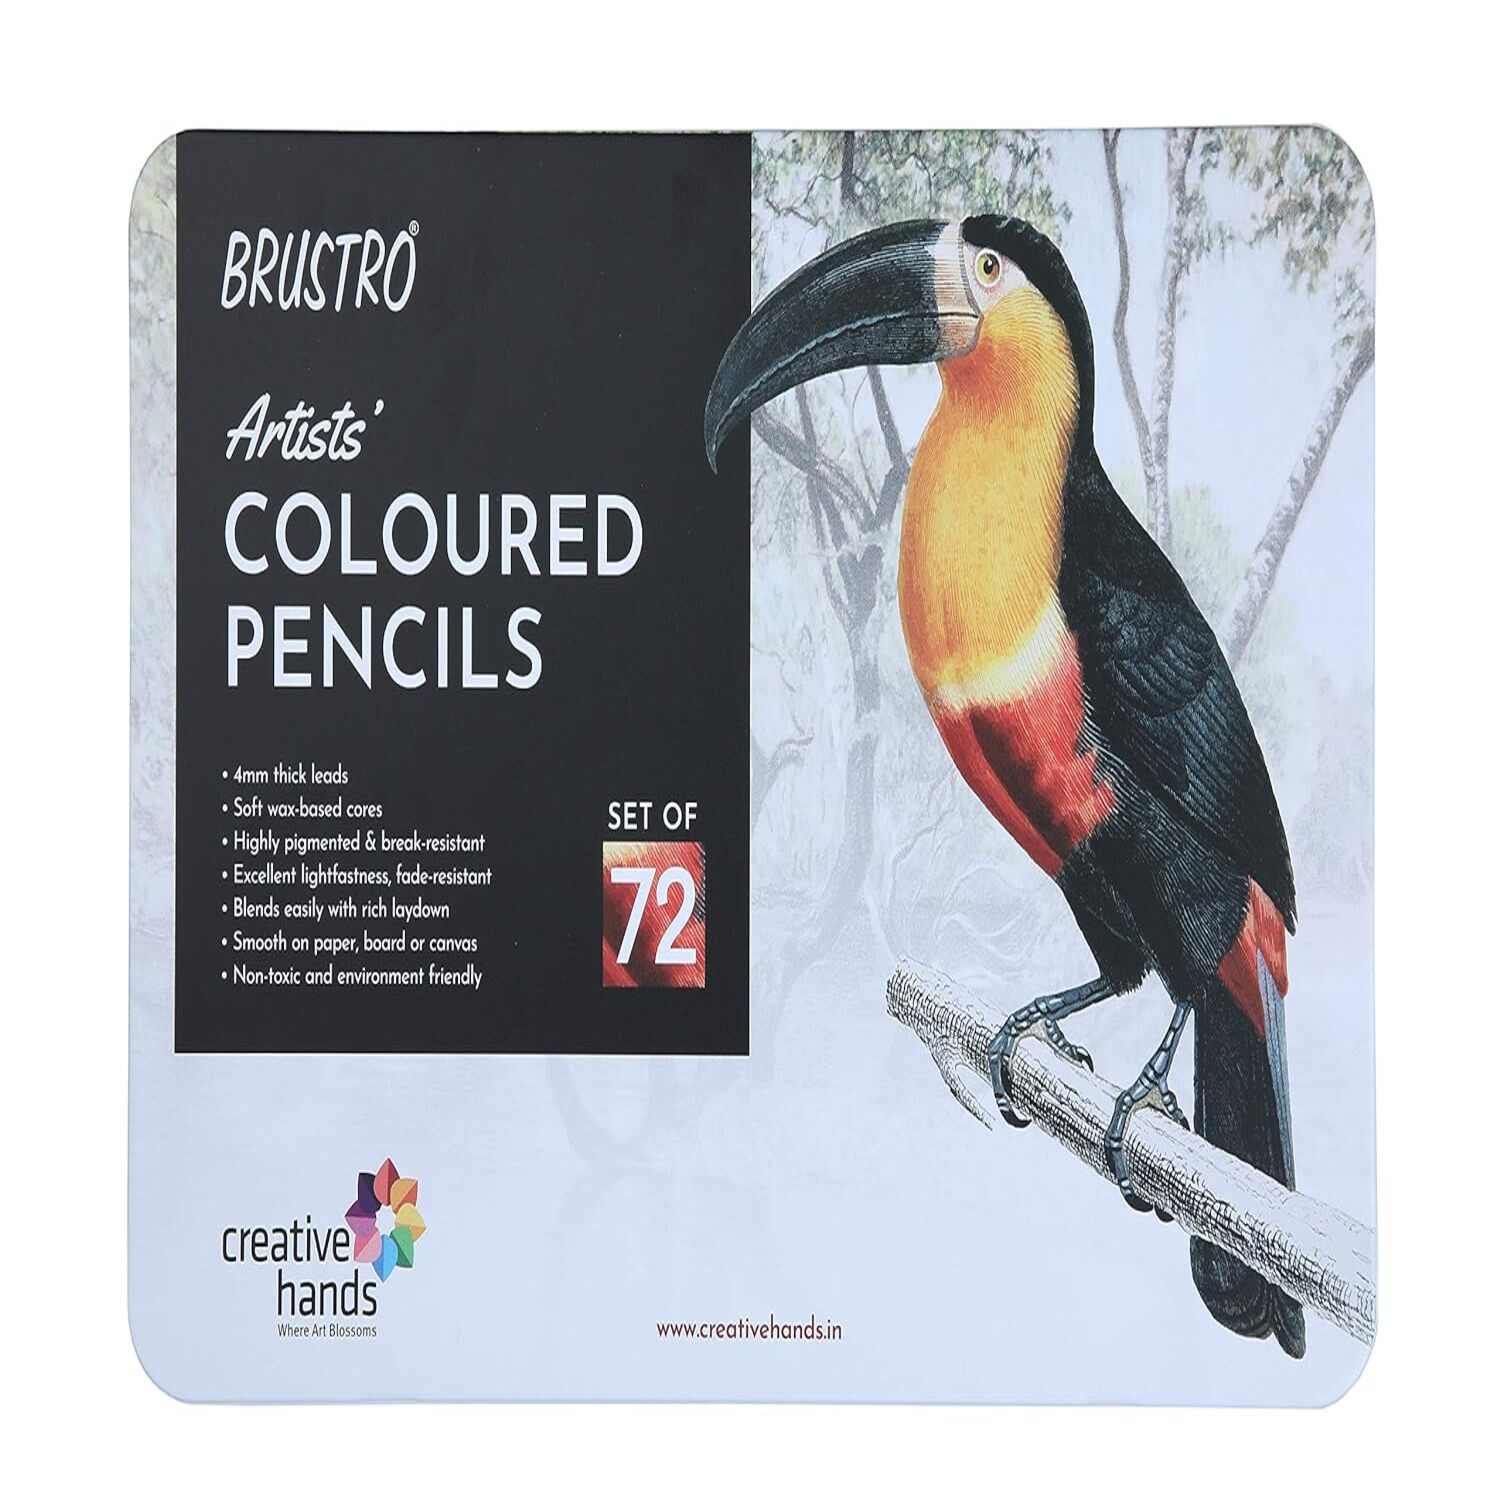 BRUSTRO®
Artists’
COLOURED
PENCILS
• 4mm thick leads
• Soft wax-based cores
• Highly pigmented & break-resistant
• Excellent lightfastness, fade-resistant
• Blends easily with rich laydown
• Smooth on paper, board or canvas
• Non-toxic and environment friendly
SET OF
72
creative
hands
Where Art Blossoms
www.creativehands.in